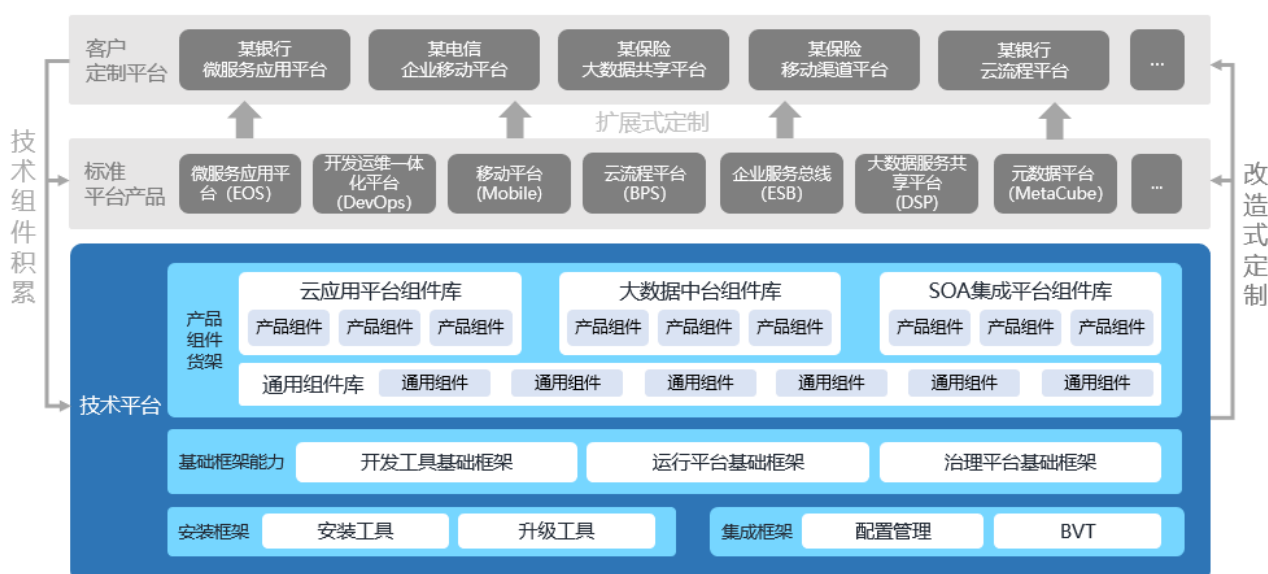 客户
定制平台
某银行
微服务应用平台
某电信
企业移动平台
某保险
大数据共享平台
某保险
移动渠道平台
某银行
云流程平台
...
扩展式定制
技术组件积累
改造式定制
标准
平台产品
微服务应用平
台 (EOS)
开发运维一体
化平台
(DevOps)
移动平台
(Mobile)
云流程平台
(BPS)
企业服务总线
(ESB)
大数据服务共
享平台
(DSP)
元数据平台
(MetaCube)
...
技术平台
产品
组件
货架
云应用平台组件库
产品组件
产品组件
产品组件
大数据中台组件库
产品组件
产品组件
产品组件
SOA集成平台组件库
产品组件
产品组件
产品组件
通用组件库
通用组件
通用组件
通用组件
通用组件
通用组件
通用组件
基础框架能力
开发工具基础框架
运行平台基础框架
治理平台基础框架
安装框架
安装工具
升级工具
集成框架
配置管理
BVT